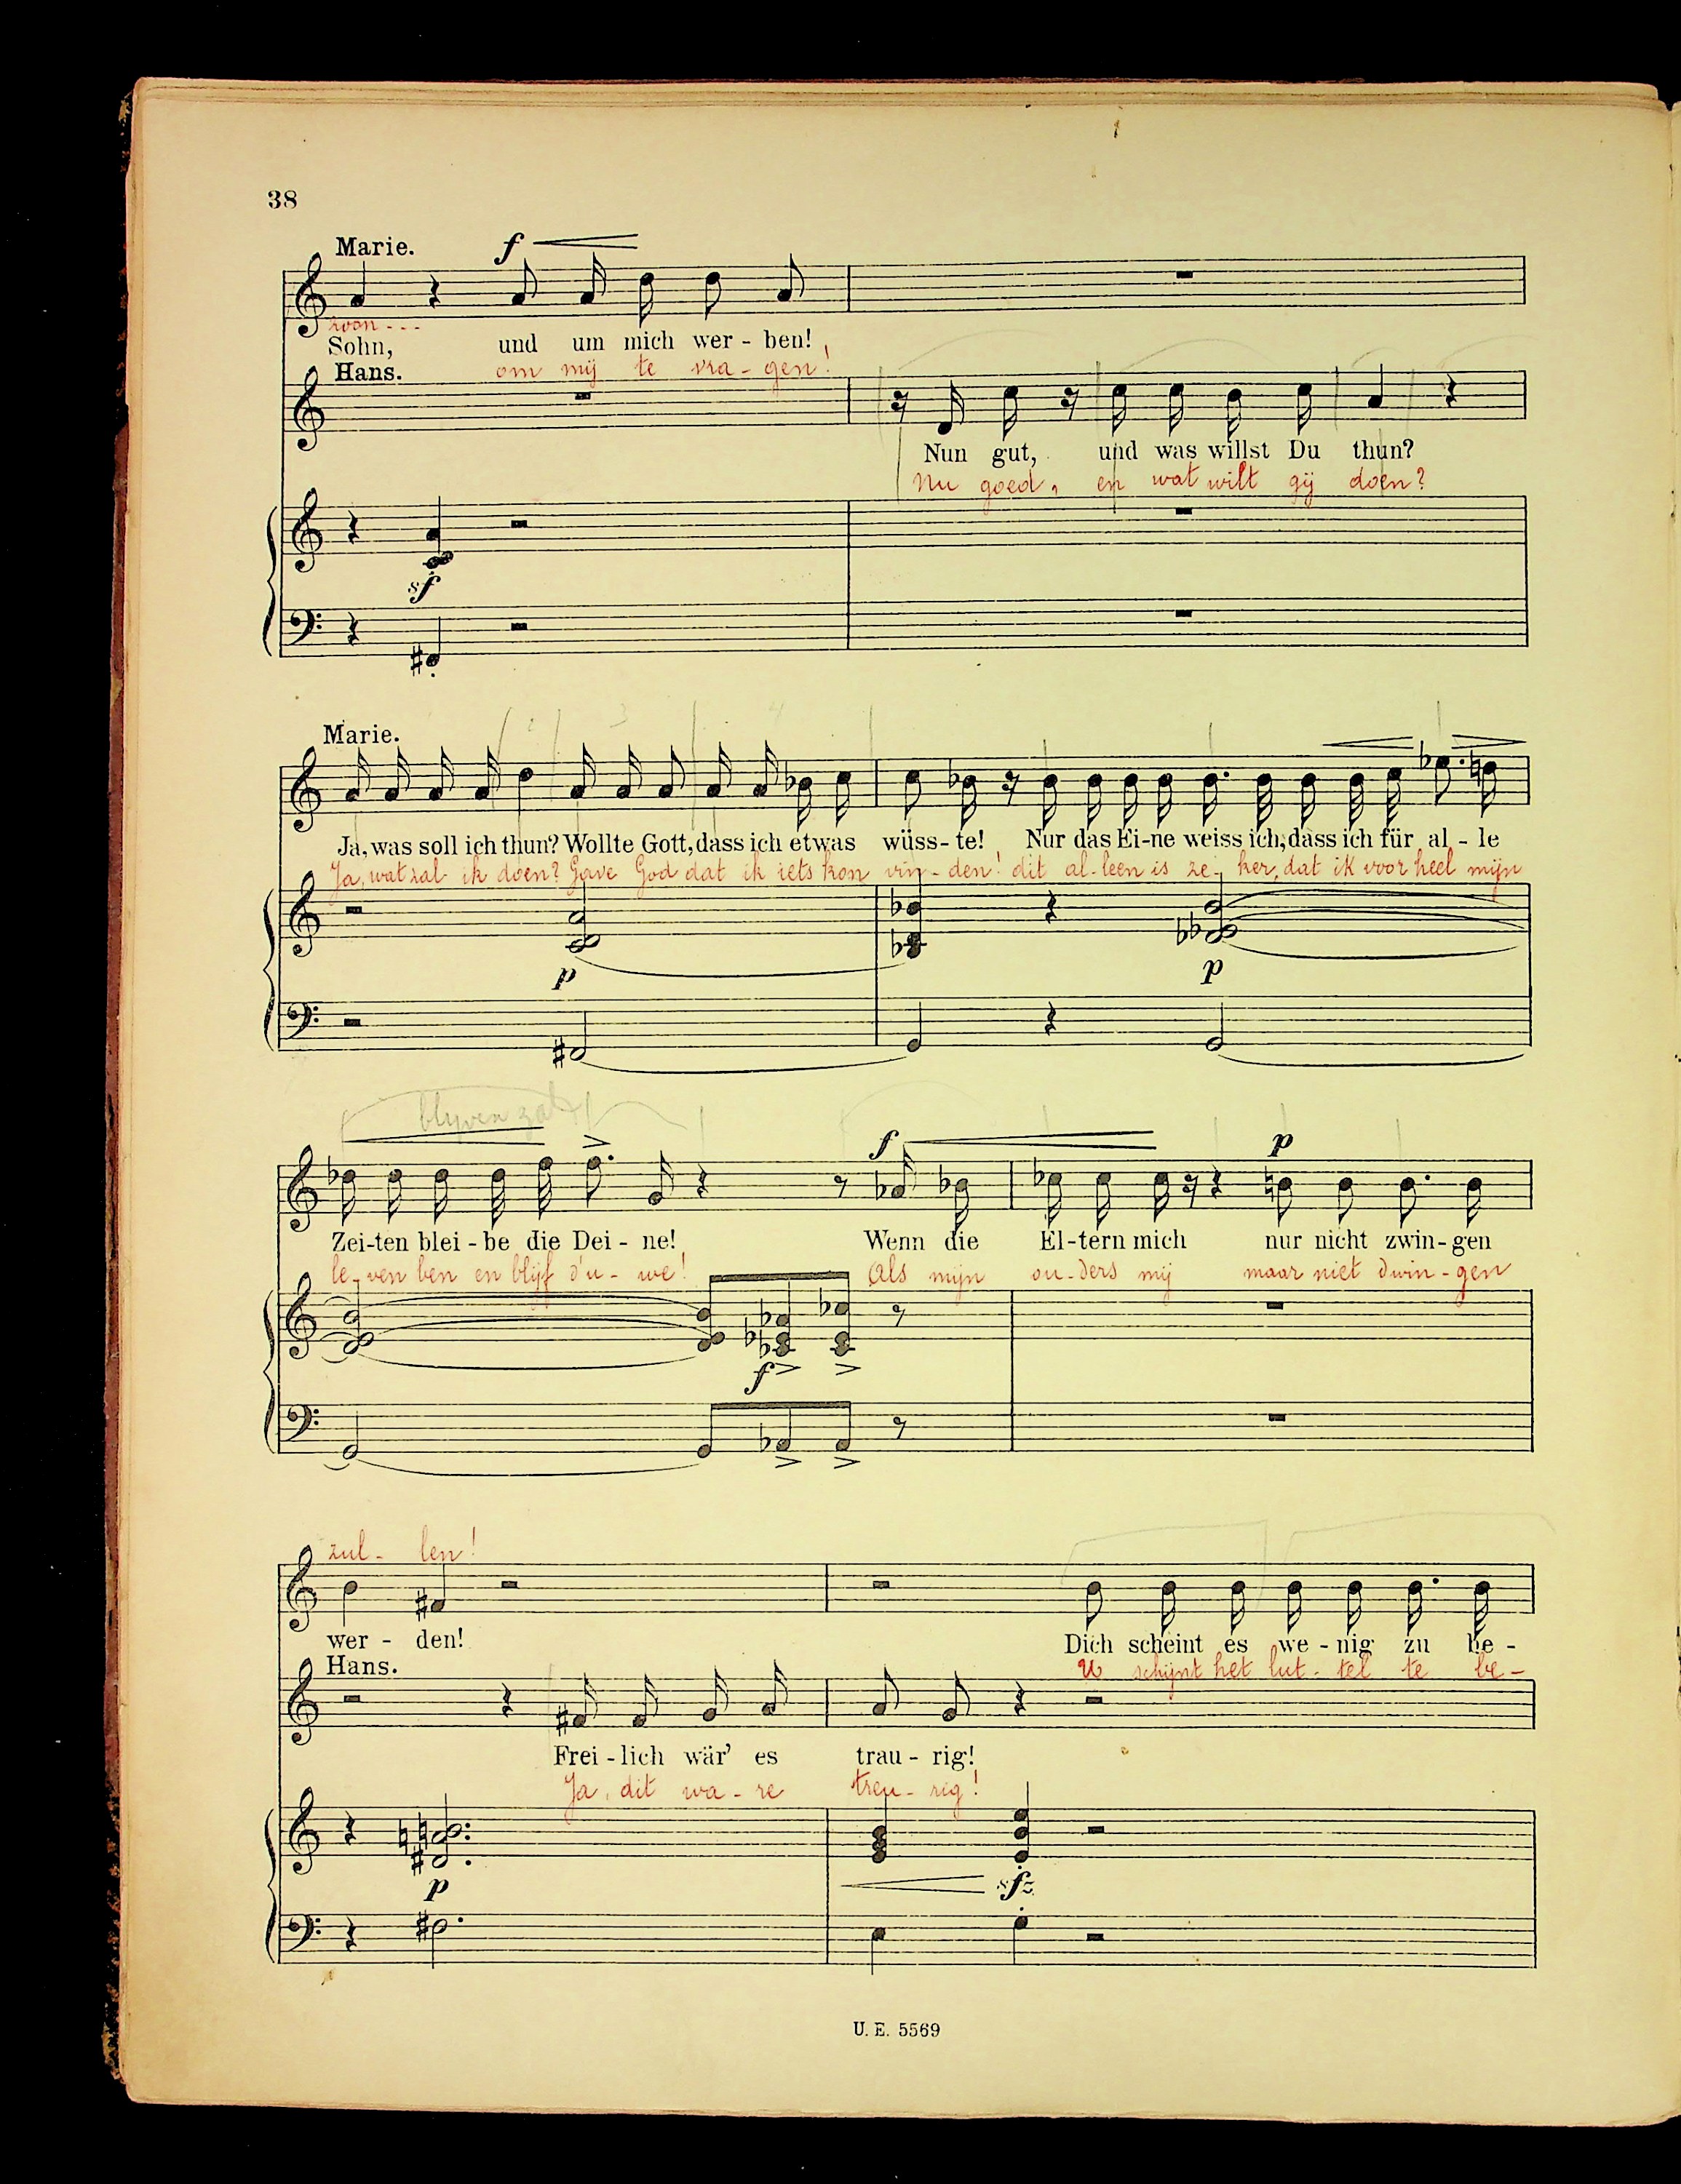 38
Marie.
f
zoon - - -
Sohn, und um mich wer - ben!
Hans. om mij te vra - gen!
Nun gut, und was willst Du thun?
Nu goed, en wat wilt gij doen?
sf
3 4
Marie.
Ja, was soll ich thun? Wollte Gott, dass ich etwas wüss - te! Nur das Ei - ne weiss ich, dass ich für al - le
Ja, wat zal ik doen? Gave God dat ik iets kon vin - den! dit al - leen is ze - ker, dat ik voor heel mijn
p p
blyven zal
f p
Zei - ten blei - be die Dei - ne! Wenn die El - tern mich nur nicht zwin - gen
le - ven ben en blijf d'u - we! Als mijn ou - ders mij maar niet dwin - gen
f
zul - len!
wer - den! Dich scheint es we - nig zu be -
Hans. U schijnt het lut - tel te be -
Frei - lich wär' es trau - rig!
Ja, dit wa - re treu - rig!
p sfz
U. E. 5569